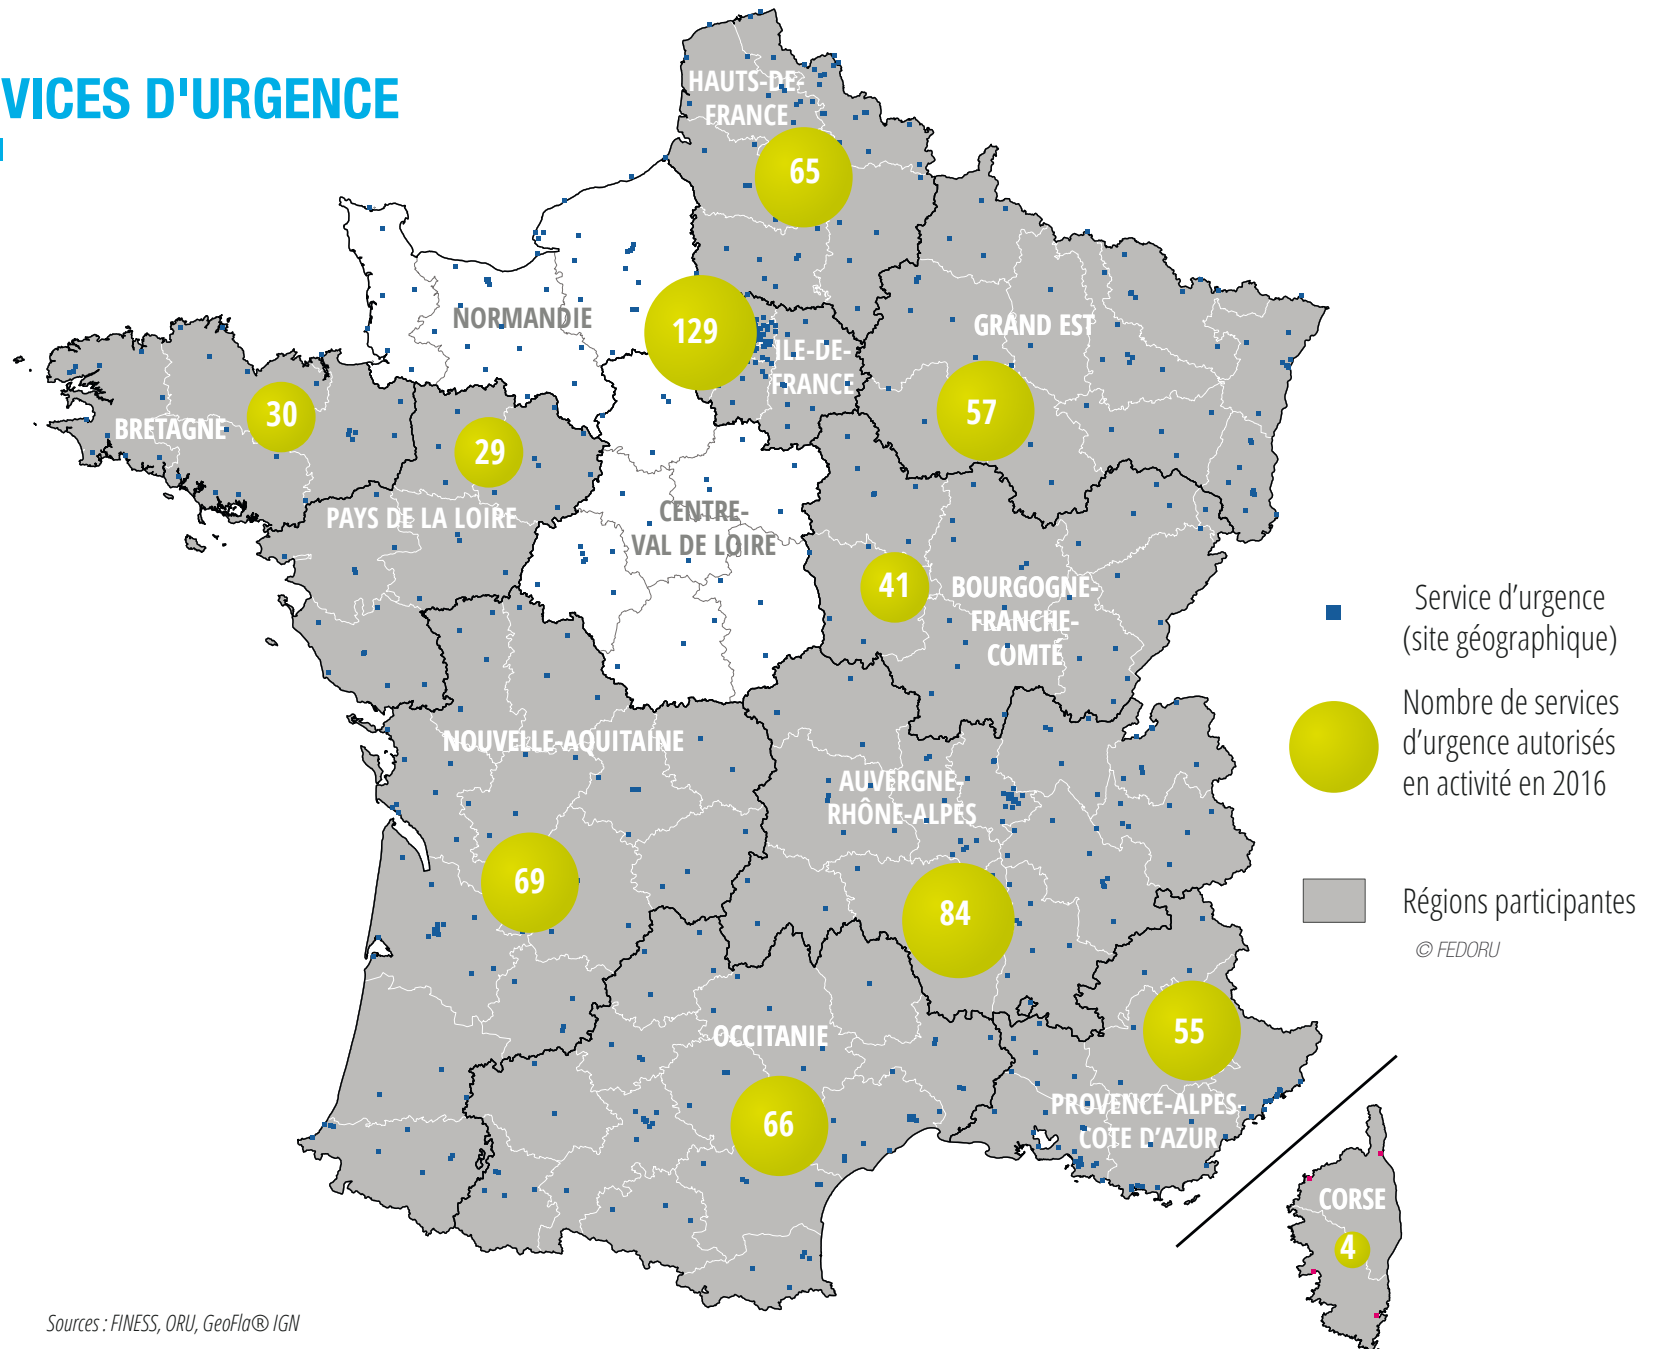 VICES D'URGENCE
HAUTS-DE-
FRANCE
65
NORMANDIE
129
ILE-DE-
FRANCE
GRAND EST
57
BRETAGNE
30
29
PAYS DE LA LOIRE
CENTRE-
VAL DE LOIRE
41
BOURGOGNE-
FRANCHE-
COMTÉ
NOUVELLE-AQUITAINE
69
AUVERGNE-
RHÔNE-ALPES
84
OCCITANIE
66
55
PROVENCE-ALPES-
COTE D'AZUR
CORSE
4
Service d’urgence
(site géographique)
Nombre de services
d’urgence autorisés
en activité en 2016
Régions participantes
© FEDORU
Sources : FINESS, ORU, GeoFla® IGN